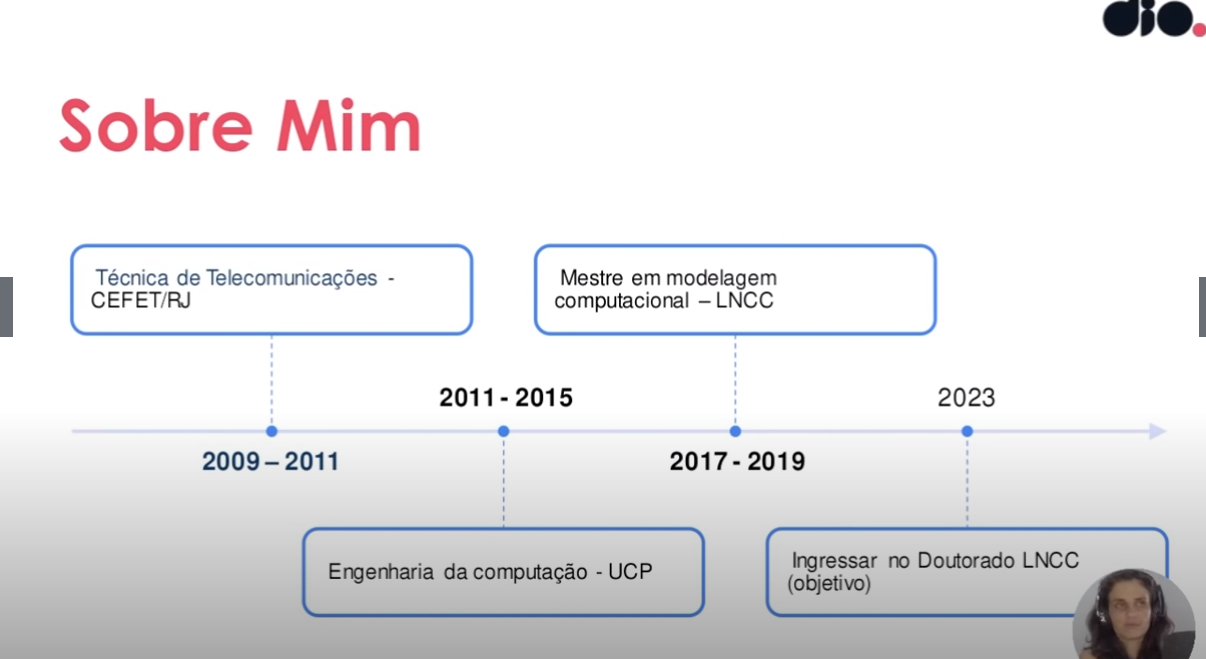 dio.
Sobre Mim
Técnica de Telecomunicações -
CEFET/RJ
Mestre em modelagem
computacional – LNCC
2011 - 2015
2023
2009 – 2011
2017 - 2019
Engenharia da computação - UCP
Ingressar no Doutorado LNCC
(objetivo)